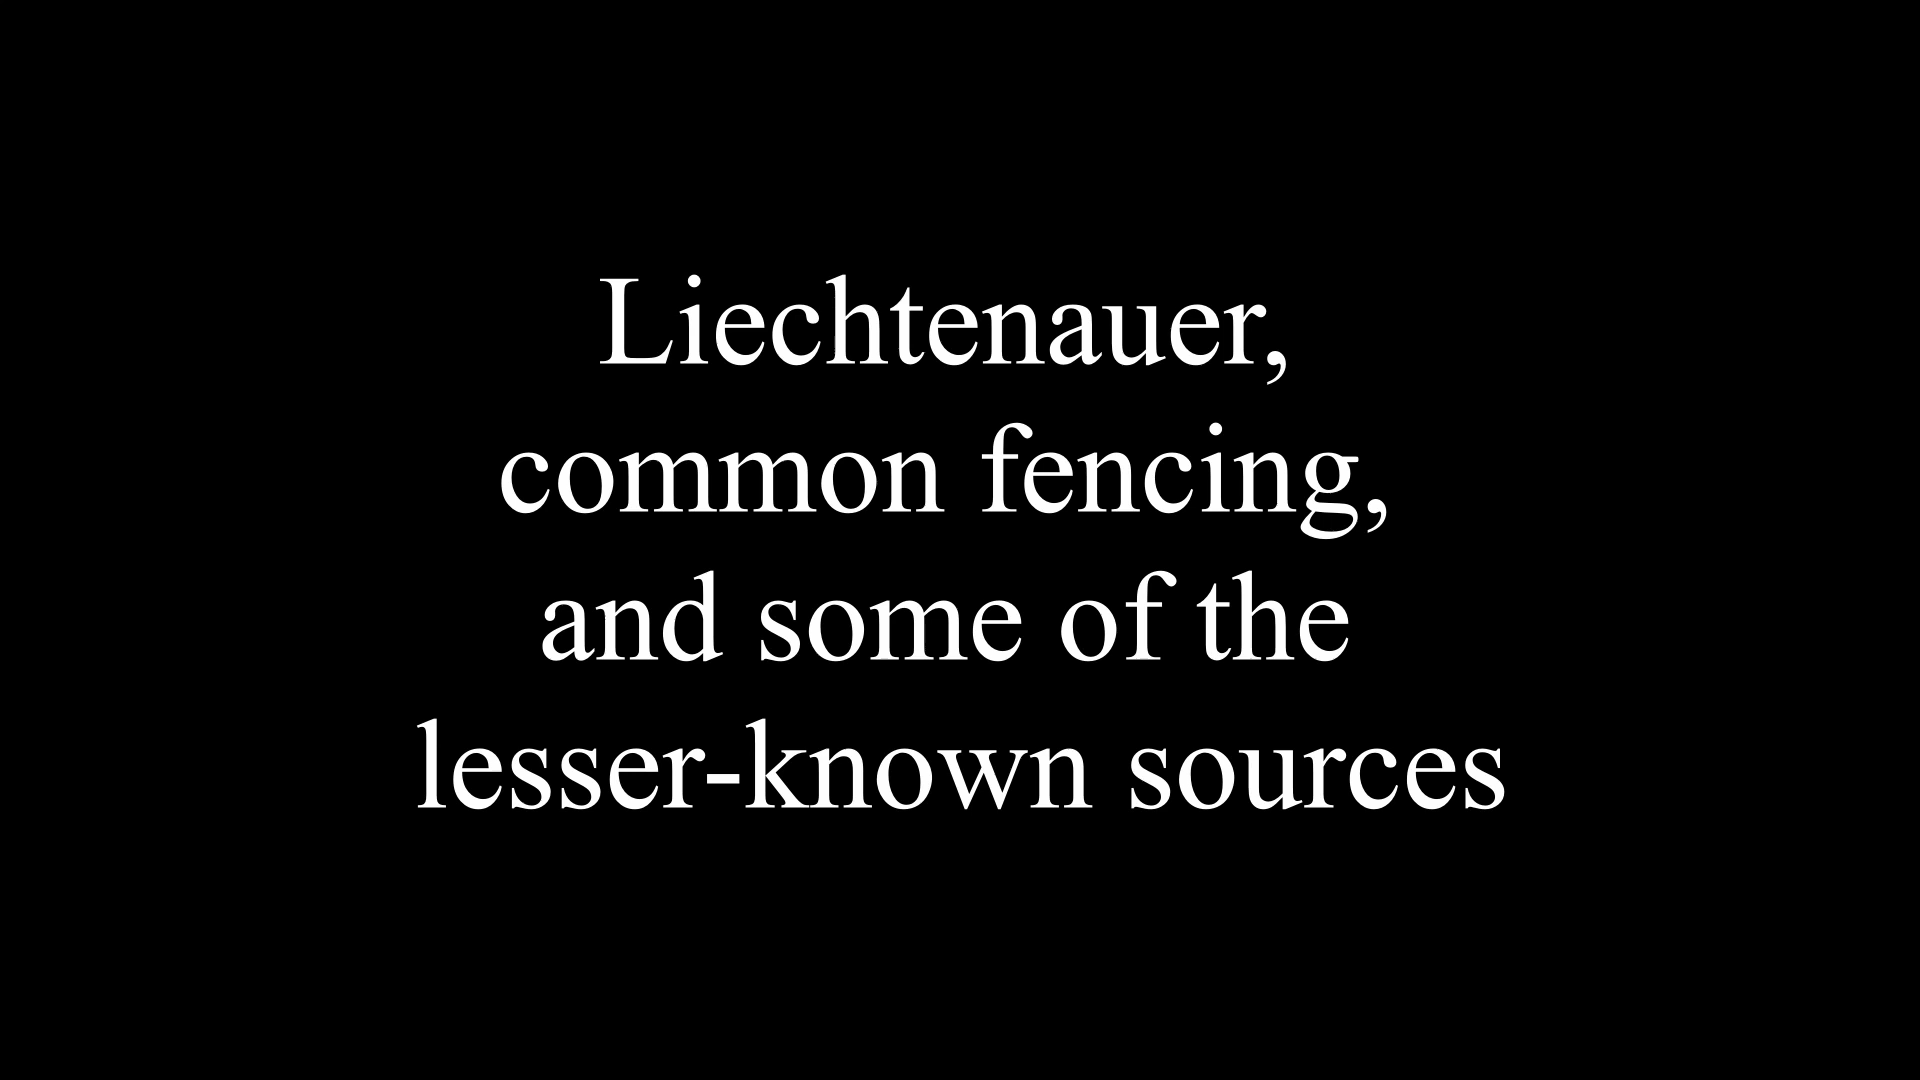 Liechtenauer,
common fencing,
and some of the
lesser-known sources